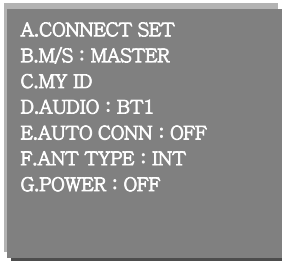 A.CONNECT SET
B.M/S : MASTER
C.MY ID
D.AUDIO : BT1
E.AUTO CONN : OFF
F.ANT TYPE : INT
G.POWER : OFF